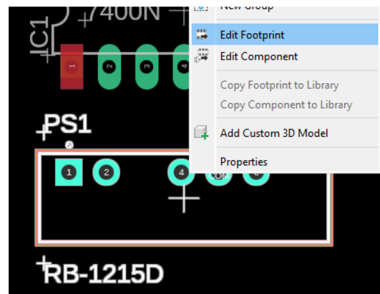 New Group
7400N
IC1
Edit Footprint
Edit Component
Copy Footprint to Library
Copy Component to Library
Add Custom 3D Model
Properties
PS1
1 2 4
RB-1215D